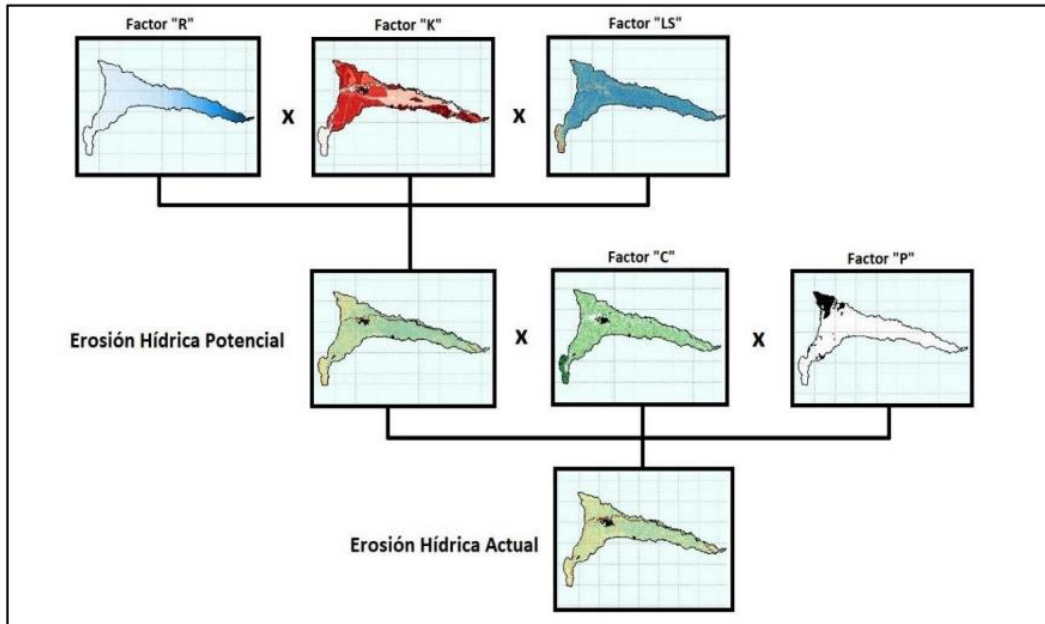 Factor "R"
Factor "K"
Factor "LS"
X
X
Erosión Hídrica Potencial
Factor "C"
Factor "P"
X
X
Erosión Hídrica Actual